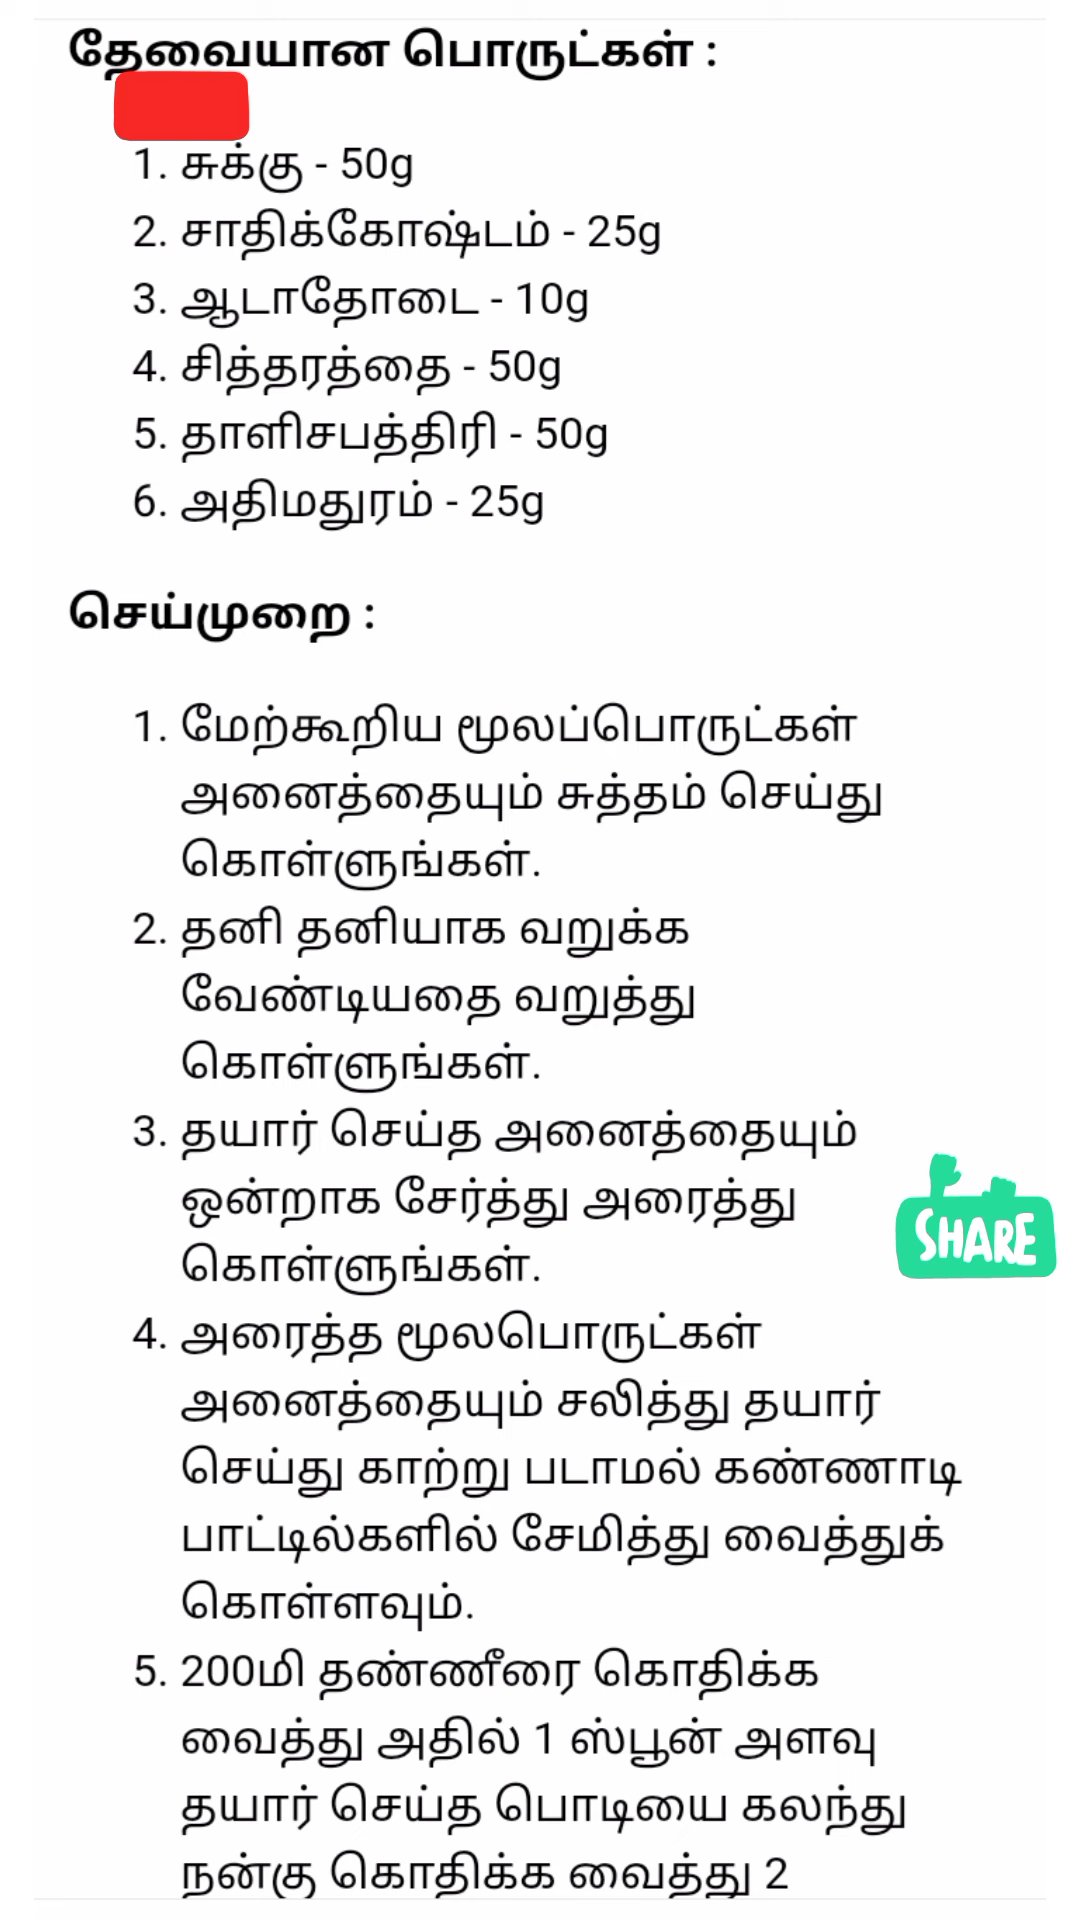 தேவையான பொருட்கள் :
1. சுக்கு - 50g
2. சாதிக்கோஷ்டம் - 25g
3. ஆடாதோடை - 10g
4. சித்தரத்தை - 50g
5. தாளிசபத்திரி - 50g
6. அதிமதுரம் - 25g
செய்முறை :
1. மேற்கூறிய மூலப்பொருட்கள்
அனைத்தையும் சுத்தம் செய்து
கொள்ளுங்கள்.
2. தனி தனியாக வறுக்க
வேண்டியதை வறுத்து
கொள்ளுங்கள்.
3. தயார் செய்த அனைத்தையும்
ஒன்றாக சேர்த்து அரைத்து
கொள்ளுங்கள்.
SHARE
4. அரைத்த மூலபொருட்கள்
அனைத்தையும் சலித்து தயார்
செய்து காற்று படாமல் கண்ணாடி
பாட்டில்களில் சேமித்து வைத்துக்
கொள்ளவும்.
5. 200மி தண்ணீரை கொதிக்க
வைத்து அதில் 1 ஸ்பூன் அளவு
தயார் செய்த பொடியை கலந்து
நன்கு கொதிக்க வைத்து 2